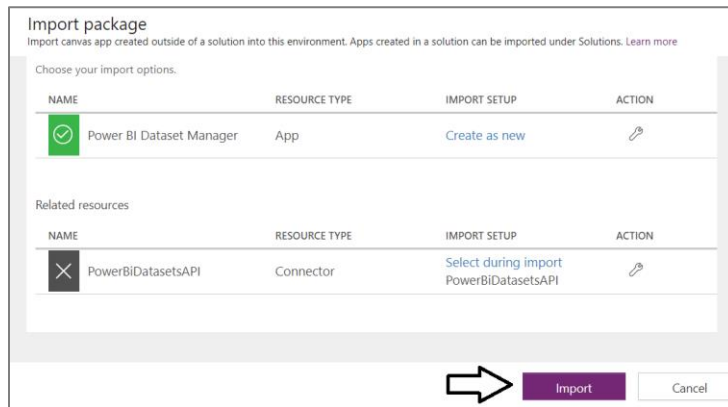 Import package
Import canvas app created outside of a solution into this environment. Apps created in a solution can be imported under Solutions. Learn more
Choose your import options.
NAME RESOURCE TYPE IMPORT SETUP ACTION
Power BI Dataset Manager App Create as new
Related resources
NAME RESOURCE TYPE IMPORT SETUP ACTION
PowerBiDatasetsAPI Connector Select during import
PowerBiDatasetsAPI
Import Cancel